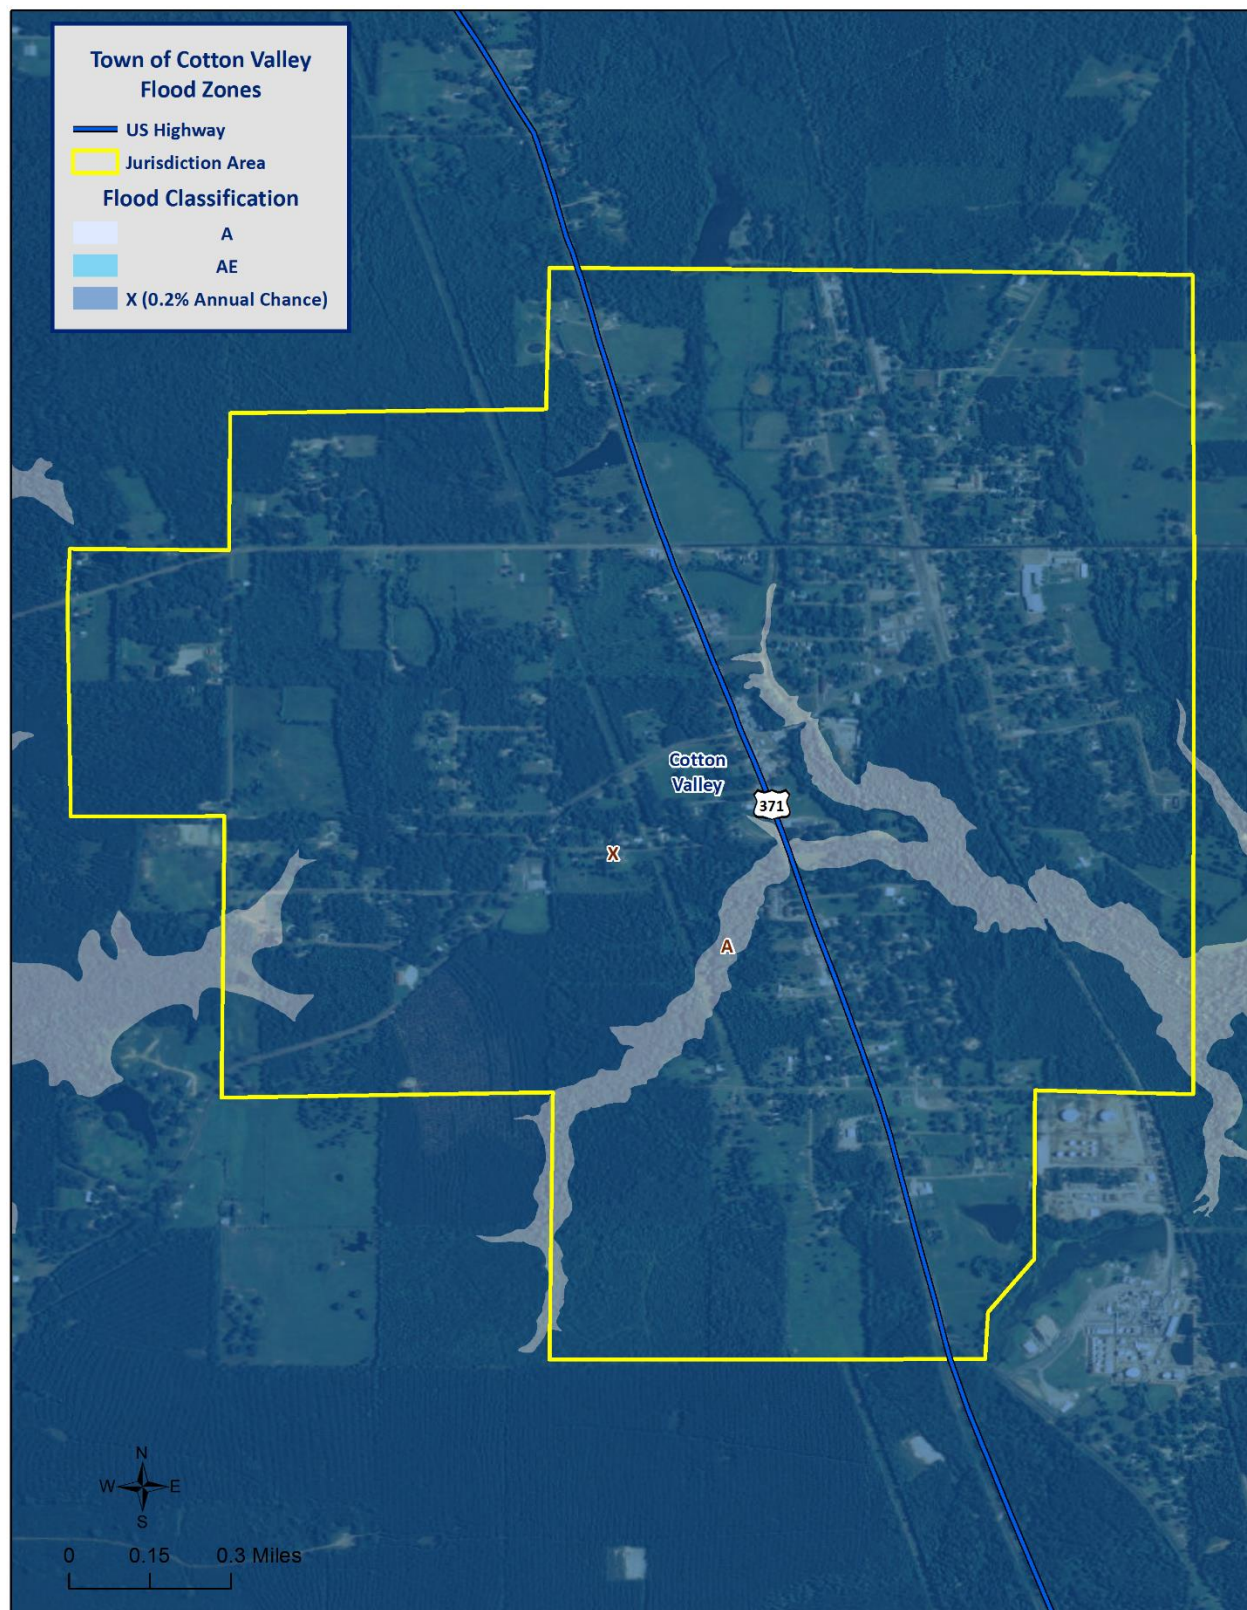 Town of Cotton Valley
Flood Zones
US Highway
Jurisdiction Area
Flood Classification
A
AE
X (0.2% Annual Chance)
Cotton
Valley
371
X
A
N
W E
S
0 0.15 0.3 Miles